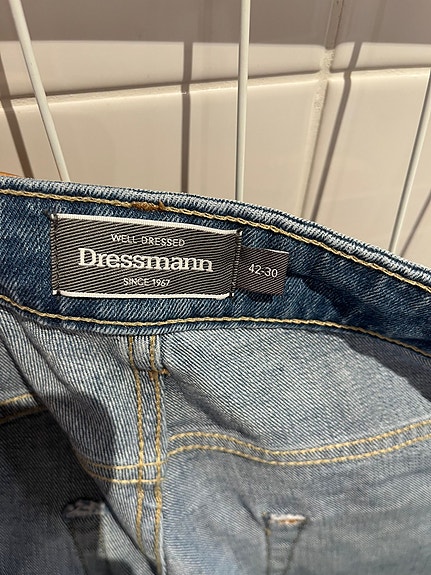 WELL DRESSED
Dressmann
SINCE 1967
42-30